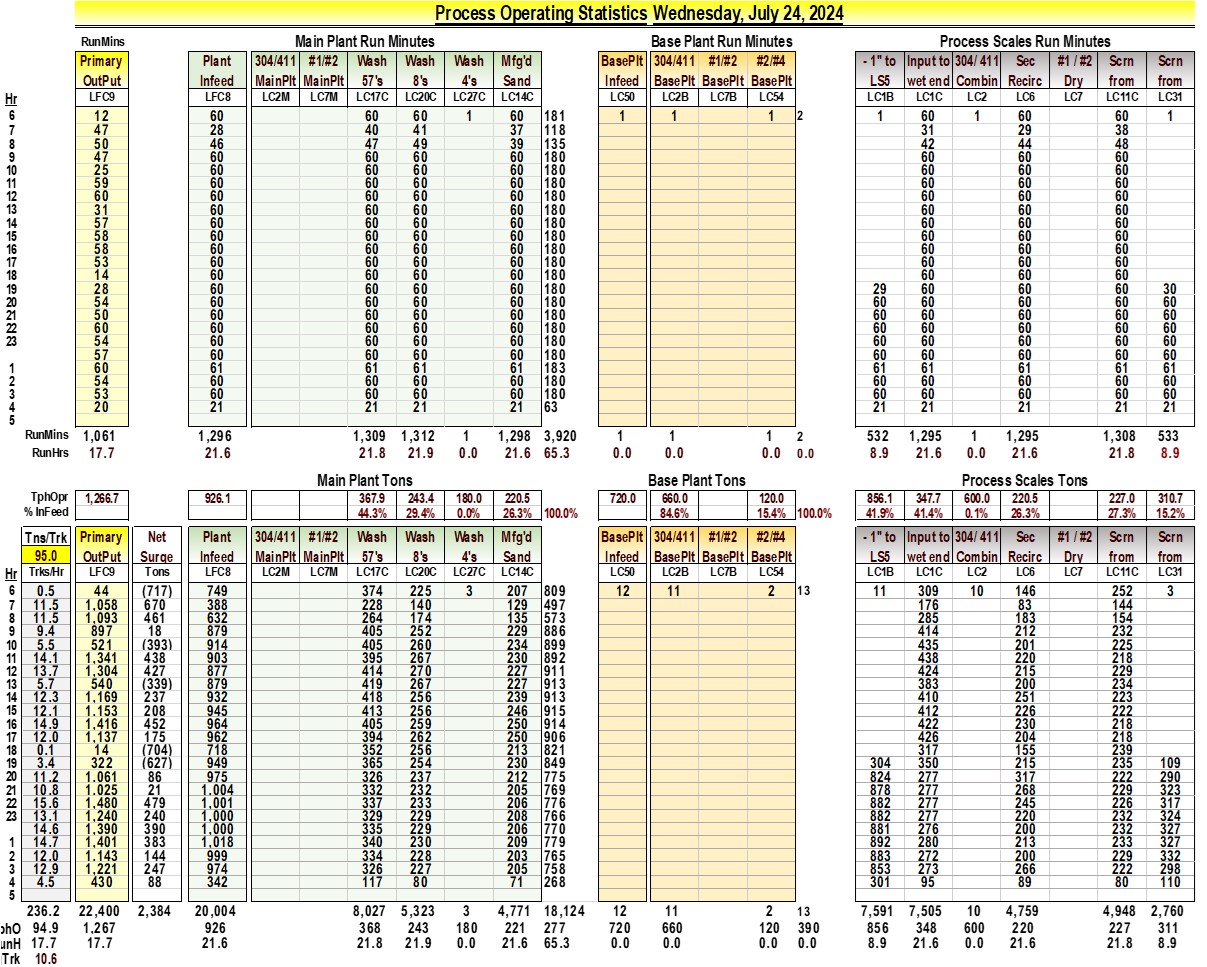 Process Operating Statistics Wednesday, July 24, 2024
RunMins Main Plant Run Minutes Base Plant Run Minutes Process Scales Run Minutes
Primary Plant 304/411 #1/#2 Wash Wash Wash Mfg'd BasePlt 304/411 #1/#2 #2/#4 - 1" to Input to 304/ 411 Sec #1 / #2 Scrn Scrn
OutPut Infeed MainPlt MainPlt 57's 8's 4's Sand Infeed BasePlt BasePlt BasePlt LS5 wet end Combin Recirc Dry from from
Hr LFC9 LFC8 LC2M LC7M LC17C LC20C LC27C LC14C LC50 LC2B LC7B LC54 LC1B LC1C LC2 LC6 LC7 LC11C LC31
6 12 60 60 60 1 60 181 1 1 1 2 1 60 1 60 60 1
7 47 28 40 41 37 118 31 29 38
8 50 46 47 49 39 135 42 44 48
9 47 60 60 60 60 180 60 60 60
10 25 60 60 60 60 180 60 60 60
11 59 60 60 60 60 180 60 60 60
12 60 60 60 60 60 180 60 60 60
13 31 60 60 60 60 180 60 60 60
14 57 60 60 60 60 180 60 60 60
15 58 60 60 60 60 180 60 60 60
16 58 60 60 60 60 180 60 60 60
17 53 60 60 60 60 180 60 60 60
18 14 60 60 60 60 180 60 60 60
19 28 60 60 60 60 180 29 60 60 60 30
20 54 60 60 60 60 180 60 60 60 60 60
21 50 60 60 60 60 180 60 60 60 60 60
22 60 60 60 60 60 180 60 60 60 60 60
23 54 60 60 60 60 180 60 60 60 60 60
57 60 60 60 60 180 60 60 60 60 60
1 60 61 61 61 61 183 61 61 61 61 61
2 54 60 60 60 60 180 60 60 60 60 60
3 53 60 60 60 60 180 60 60 60 60 60
4 20 21 21 21 21 63 21 21 21 21 21
5
RunMins 1,061 1,296 1,309 1,312 1 1,298 3,920 1 1 1 2 532 1,295 1 1,295 1,308 533
RunHrs 17.7 21.6 21.8 21.9 0.0 21.6 65.3 0.0 0.0 0.0 0.0 8.9 21.6 0.0 21.6 21.8 8.9
Main Plant Tons Base Plant Tons Process Scales Tons
TphOpr 1,266.7 926.1 367.9 243.4 180.0 220.5 720.0 660.0 120.0 856.1 347.7 600.0 220.5 227.0 310.7
% InFeed 44.3% 29.4% 0.0% 26.3% 100.0% 84.6% 15.4% 100.0% 41.9% 41.4% 0.1% 26.3% 27.3% 15.2%
Tns/Trk Primary Net Plant 304/411 #1/#2 Wash Wash Wash Mfg'd BasePlt 304/411 #1/#2 #2/#4 - 1" to Input to 304/ 411 Sec #1 / #2 Scrn Scrn
95.0 OutPut Surge Infeed MainPlt MainPlt 57's 8's 4's Sand Infeed BasePlt BasePlt BasePlt LS5 wet end Combin Recirc Dry from from
Hr Trks/Hr LFC9 Tons LFC8 LC2M LC7M LC17C LC20C LC27C LC14C LC50 LC2B LC7B LC54 LC1B LC1C LC2 LC6 LC7 LC11C LC31
6 0.5 44 (717) 749 374 225 3 207 809 12 11 2 13 11 309 10 146 252 3
7 11.5 1,058 670 388 228 140 129 497 176 83 144
8 11.5 1,093 461 632 264 174 135 573 285 183 154
9 9.4 897 18 879 405 252 229 886 414 212 232
10 5.5 521 (393) 914 405 260 234 899 435 201 225
11 14.1 1,341 438 903 395 267 230 892 438 220 218
12 13.7 1,304 427 877 414 270 227 911 424 215 229
13 5.7 540 (339) 879 419 267 227 913 383 200 234
14 12.3 1,169 237 932 418 256 239 913 410 251 223
15 12.1 1,153 208 945 413 256 246 915 412 226 222
16 14.9 1,416 452 964 405 259 250 914 422 230 218
17 12.0 1,137 175 962 394 262 250 906 426 204 218
18 0.1 14 (704) 718 352 256 213 821 317 155 239
19 3.4 322 (627) 949 365 254 230 849 304 350 215 235 109
20 11.2 1,061 86 975 326 237 212 775 824 277 317 222 290
21 10.8 1,025 21 1,004 332 232 205 769 878 277 268 229 323
22 15.6 1,480 479 1,001 337 233 206 776 882 277 245 226 317
23 13.1 1,240 240 1,000 329 229 208 766 882 277 220 232 324
14.6 1,390 390 1,000 335 229 206 770 881 276 200 232 327
1 14.7 1,401 383 1,018 340 230 209 779 892 280 213 233 327
2 12.0 1,143 144 999 334 228 203 765 883 272 200 229 332
3 12.9 1,221 247 974 326 227 205 758 853 273 266 222 298
4 4.5 430 88 342 117 80 71 268 301 95 89 80 110
5
236.2 22,400 2,384 20,004 8,027 5,323 3 4,771 18,124 12 11 2 13 7,591 7,505 10 4,759 4,948 2,760
phO 94.9 1,267 926 368 243 180 221 277 720 660 120 390 856 348 600 220 227 311
unH 17.7 17.7 21.6 21.8 21.9 0.0 21.6 65.3 0.0 0.0 0.0 0.0 8.9 21.6 0.0 21.6 21.8 8.9
Trk 10.6